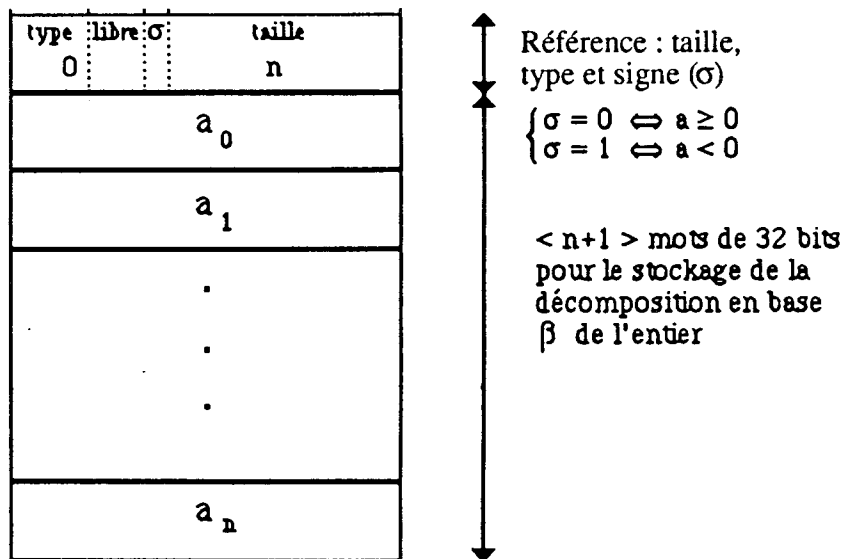 type libre σ taille
0 n
Référence : taille,
type et signe (σ)
{ σ = 0 ⇔ a ≥ 0
σ = 1 ⇔ a < 0
a₀
a₁
< n+1 > mots de 32 bits
pour le stockage de la
décomposition en base
β de l'entier
aₙ